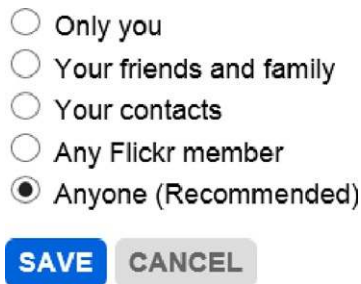 Only you
Your friends and family
Your contacts
Any Flickr member
Anyone (Recommended)
SAVE CANCEL